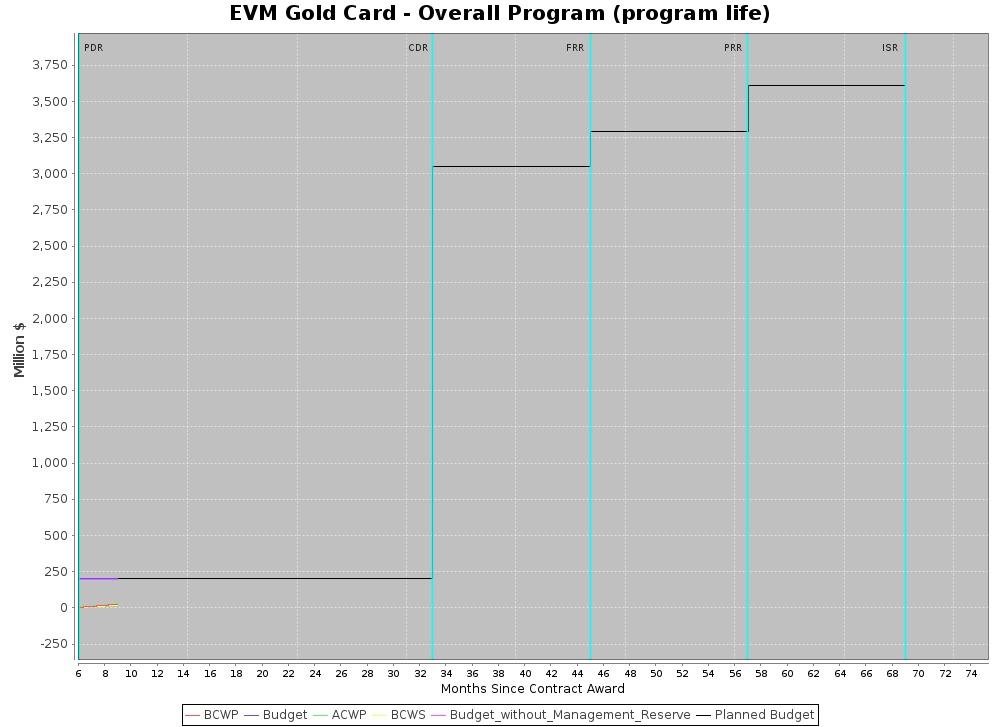 EVM Gold Card - Overall Program (program life)
PDR CDR FRR PRR ISR
3,750
3,500
3,250
3,000
2,750
2,500
2,250
2,000
1,750
1,500
1,250
1,000
750
500
250
0
-250
Million $
6 8 10 12 14 16 18 20 22 24 26 28 30 32 34 36 38 40 42 44 46 48 50 52 54 56 58 60 62 64 66 68 70 72 74
Months Since Contract Award
BCWP Budget ACWP BCWS Budget_without_Management_Reserve Planned Budget